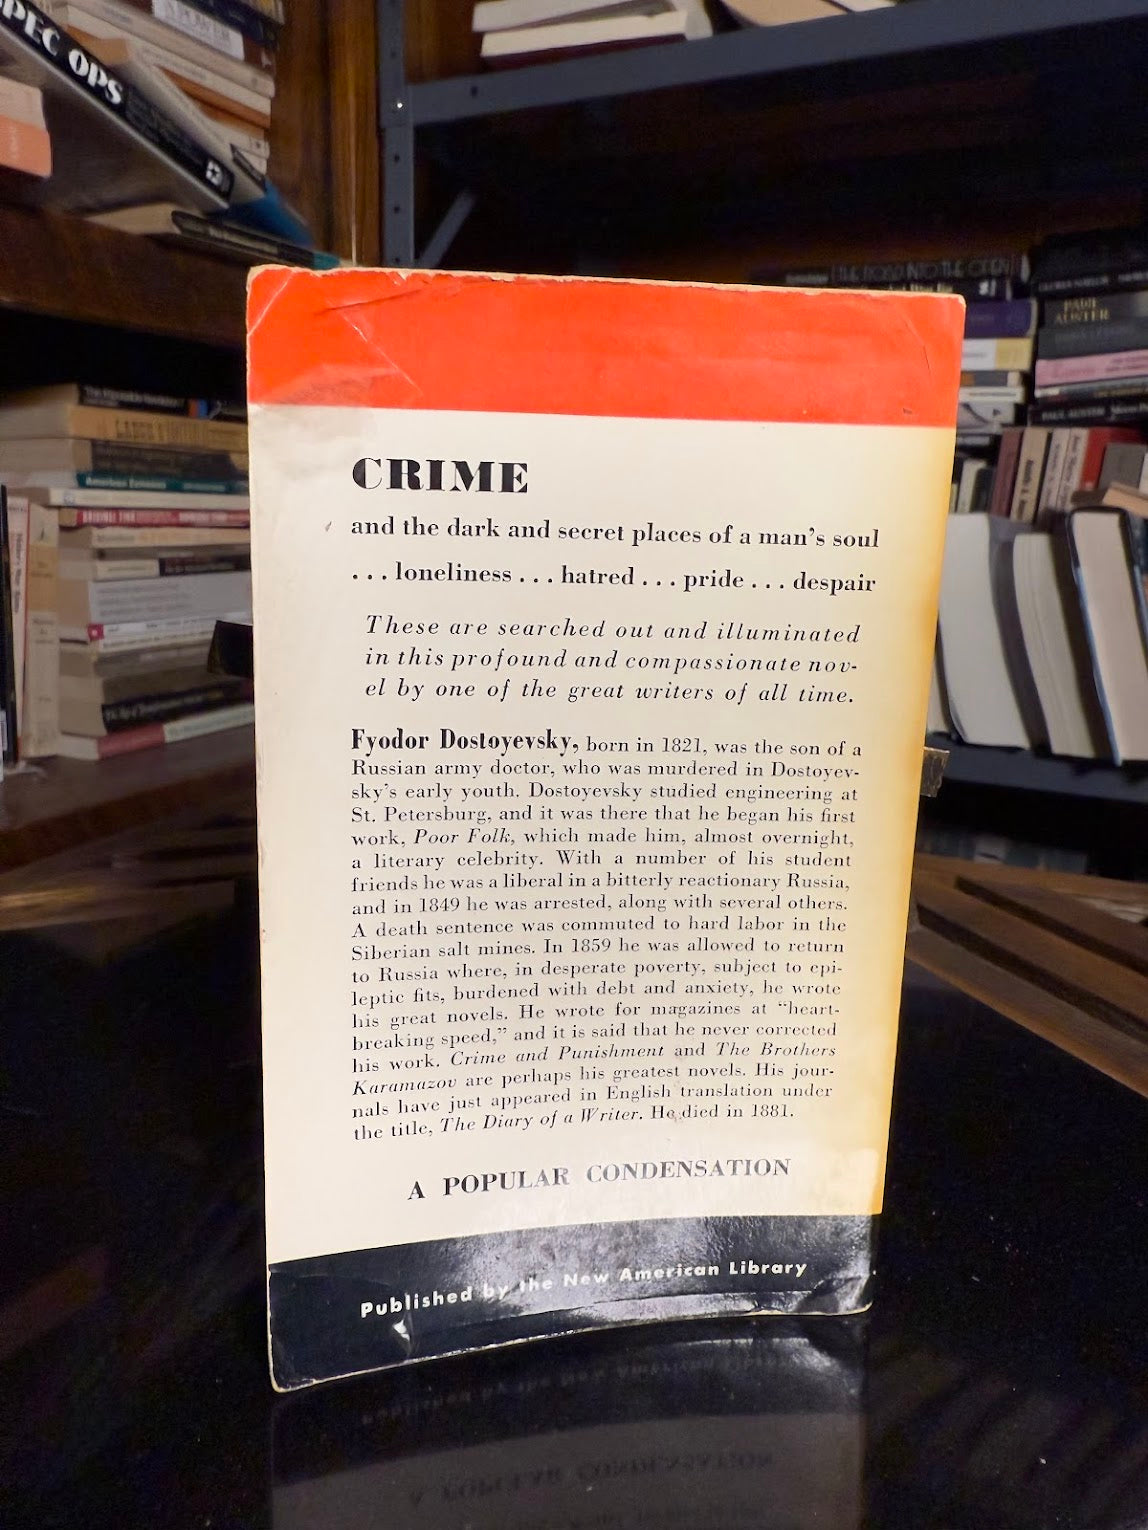 SPEC OPS
POWER
THE ROAD INTO THE OPEN
PAUL
AUSTER
CRIME
and the dark and secret places of a man's soul
... loneliness ... hatred ... pride ... despair
These are searched out and illuminated
in this profound and compassionate nov-
el by one of the great writers of all time.
Fyodor Dostoyevsky, born in 1821, was the son of a
Russian army doctor, who was murdered in Dostoyev-
sky's early youth. Dostoyevsky studied engineering at
St. Petersburg, and it was there that he began his first
work, Poor Folk, which made him, almost overnight,
a literary celebrity. With a number of his student
friends he was a liberal in a bitterly reactionary Russia,
and in 1849 he was arrested, along with several others.
A death sentence was commuted to hard labor in the
Siberian salt mines. In 1859 he was allowed to return
to Russia where, in desperate poverty, subject to epi-
leptic fits, burdened with debt and anxiety, he wrote
his great novels. He wrote for magazines at "heart-
breaking speed," and it is said that he never corrected
his work. Crime and Punishment and The Brothers
Karamazov are perhaps his greatest novels. His jour-
nals have just appeared in English translation under
the title, The Diary of a Writer. He died in 1881.
A POPULAR CONDENSATION
Published by the New American Library